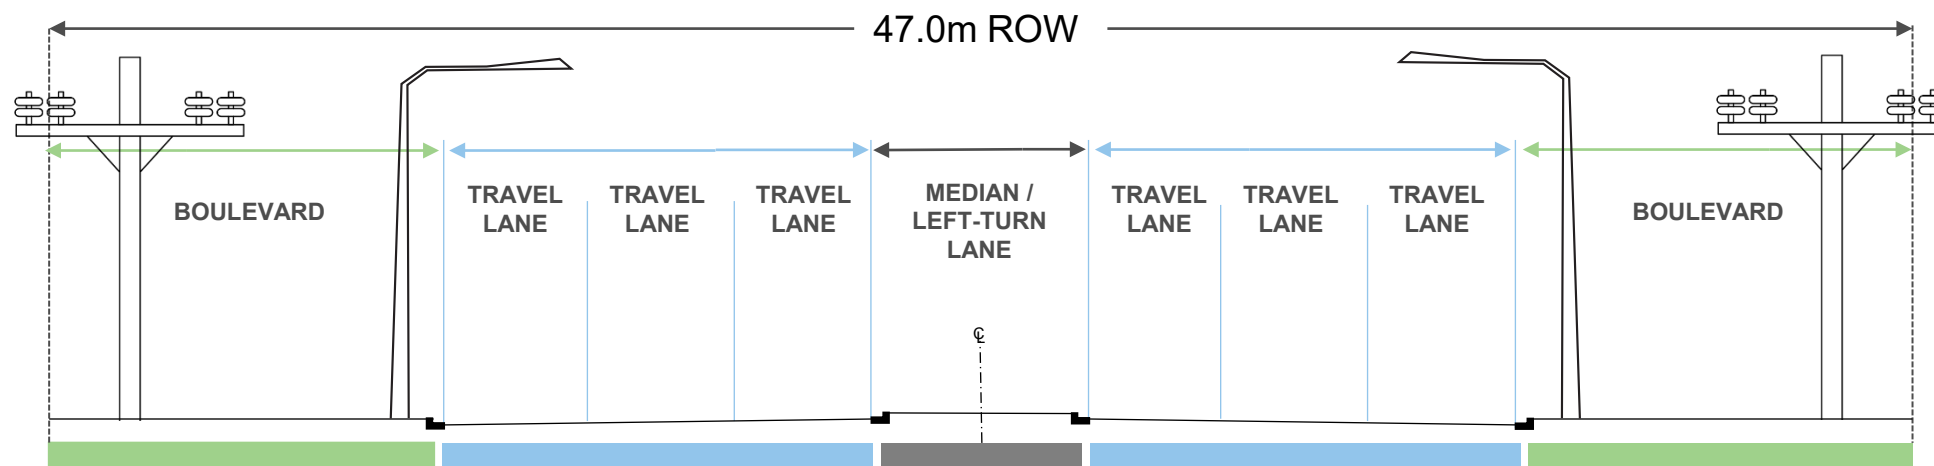 47.0m ROW
BOULEVARD
TRAVEL
LANE
TRAVEL
LANE
TRAVEL
LANE
MEDIAN /
LEFT-TURN
LANE
TRAVEL
LANE
TRAVEL
LANE
TRAVEL
LANE
BOULEVARD
℄